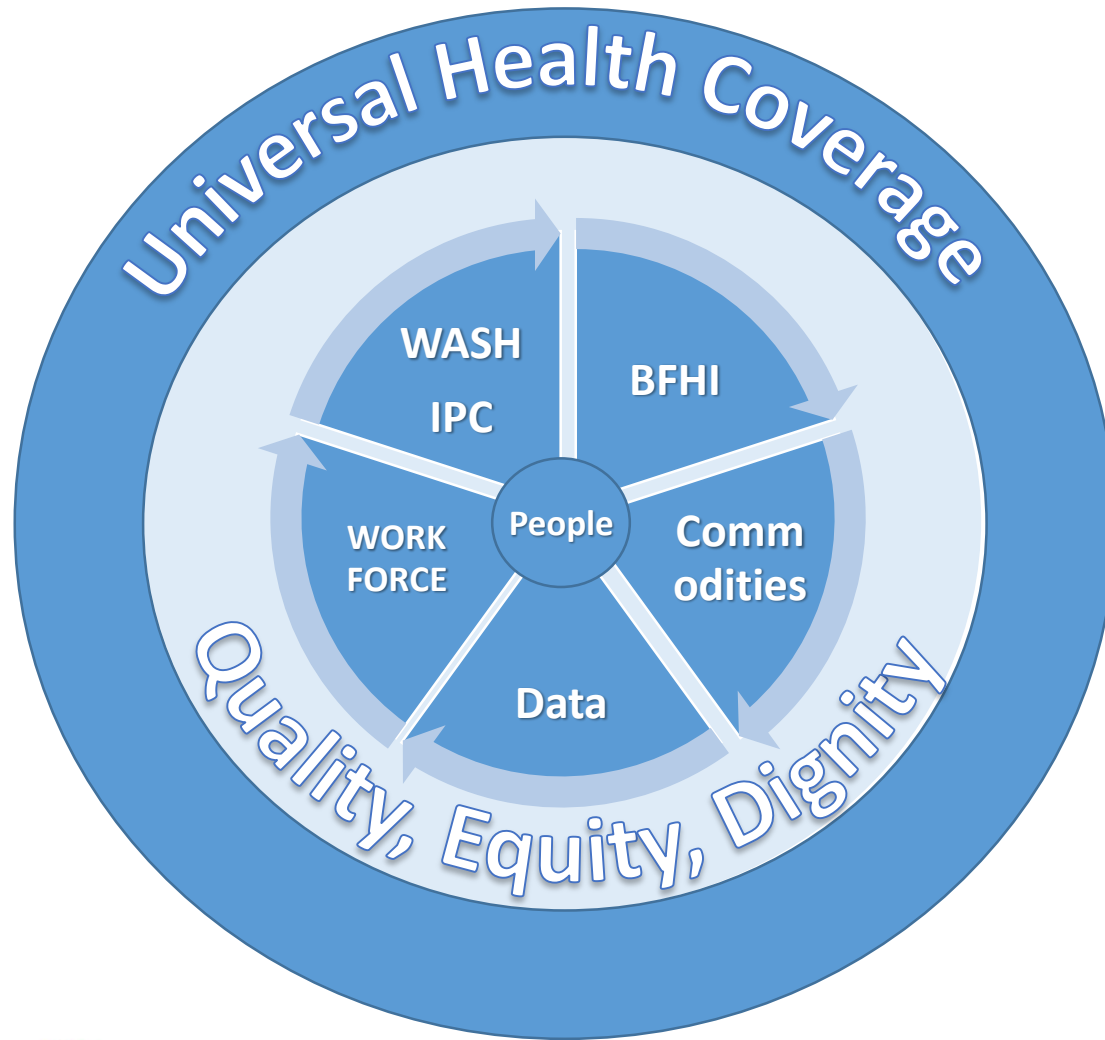 Universal Health Coverage
WASH
IPC
BFHI
People
WORK
FORCE
Comm
odities
Data
Quality, Equity, Dignity